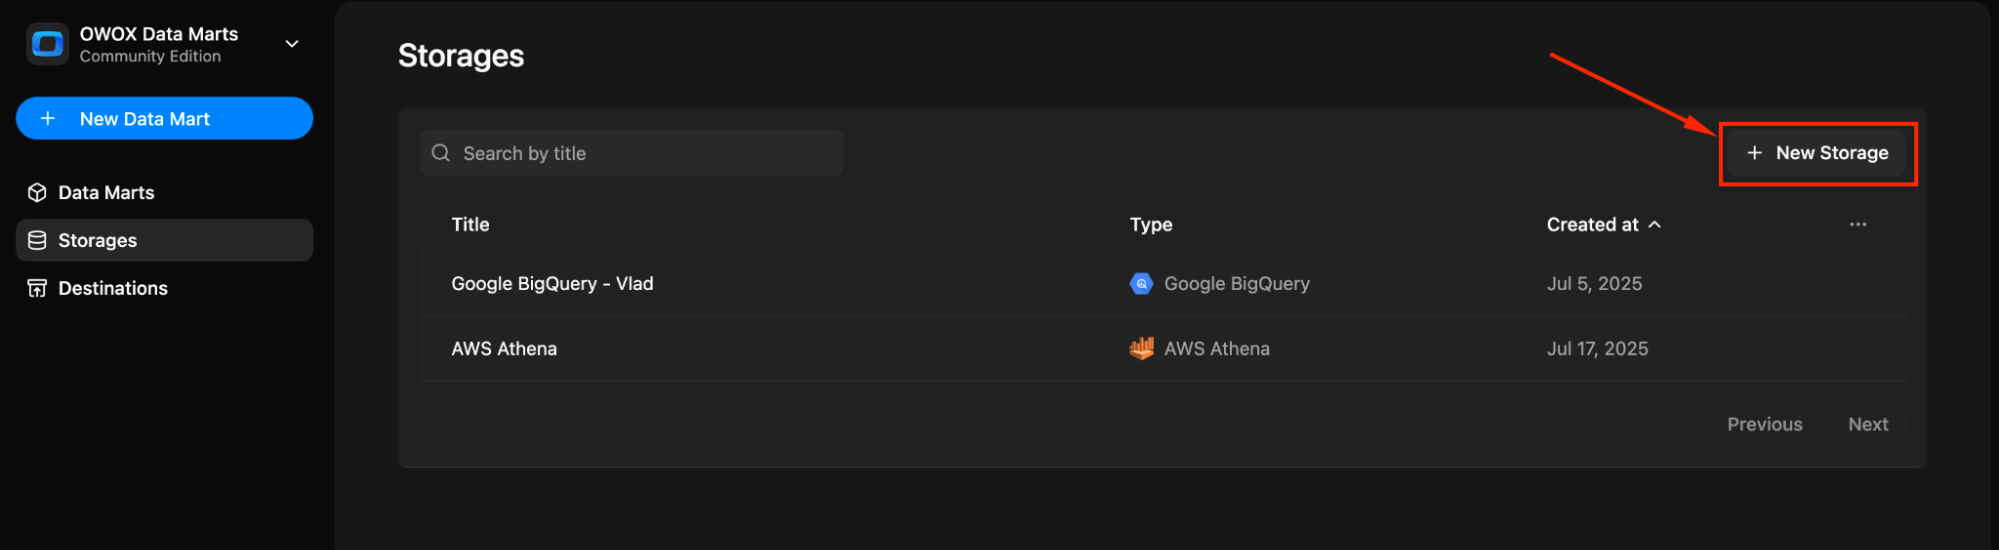 OWOX Data Marts
Community Edition
New Data Mart
Data Marts
Storages
Destinations
Storages
Search by title
New Storage
Title Type Created at
Google BigQuery - Vlad Google BigQuery Jul 5, 2025
AWS Athena AWS Athena Jul 17, 2025
Previous Next